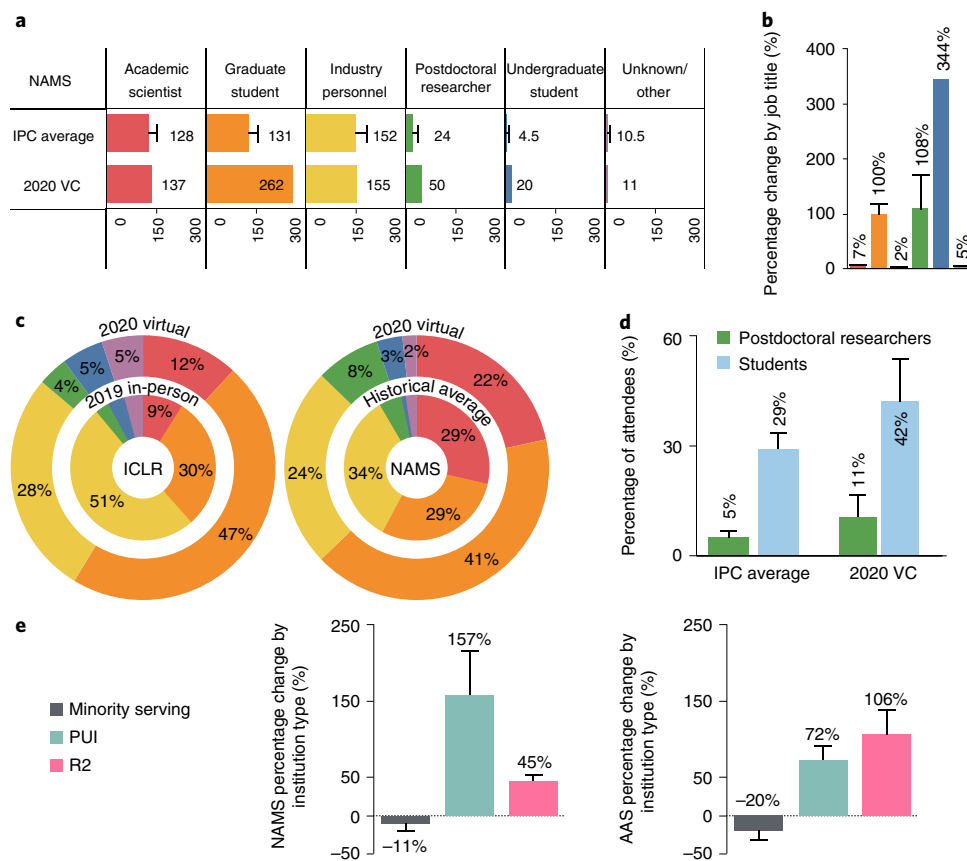 a
NAMS
Academic
scientist
Graduate
student
Industry
personnel
Postdoctoral
researcher
Undergraduate
student
Unknown/
other
IPC average
128
131
152
24
4.5
10.5
2020 VC
137
262
155
50
20
11
0 150 300
0 150 300
0 150 300
0 150 300
0 150 300
0 150 300
b
Percentage change by job title (%)
400
300
200
100
0
7%
100%
2%
108%
344%
5%
c
2020 virtual
5%
12%
47%
28%
4%
5%
2019 in-person
9%
30%
51%
ICLR
2020 virtual
2%
22%
41%
24%
8%
3%
Historical average
29%
29%
34%
NAMS
d
Percentage of attendees (%)
60
30
0
Postdoctoral researchers
Students
5%
29%
11%
42%
IPC average
2020 VC
e
Minority serving
PUI
R2
NAMS percentage change by
institution type (%)
250
150
50
0
–50
–11%
157%
45%
AAS percentage change by
institution type (%)
250
150
50
0
–50
–20%
72%
106%